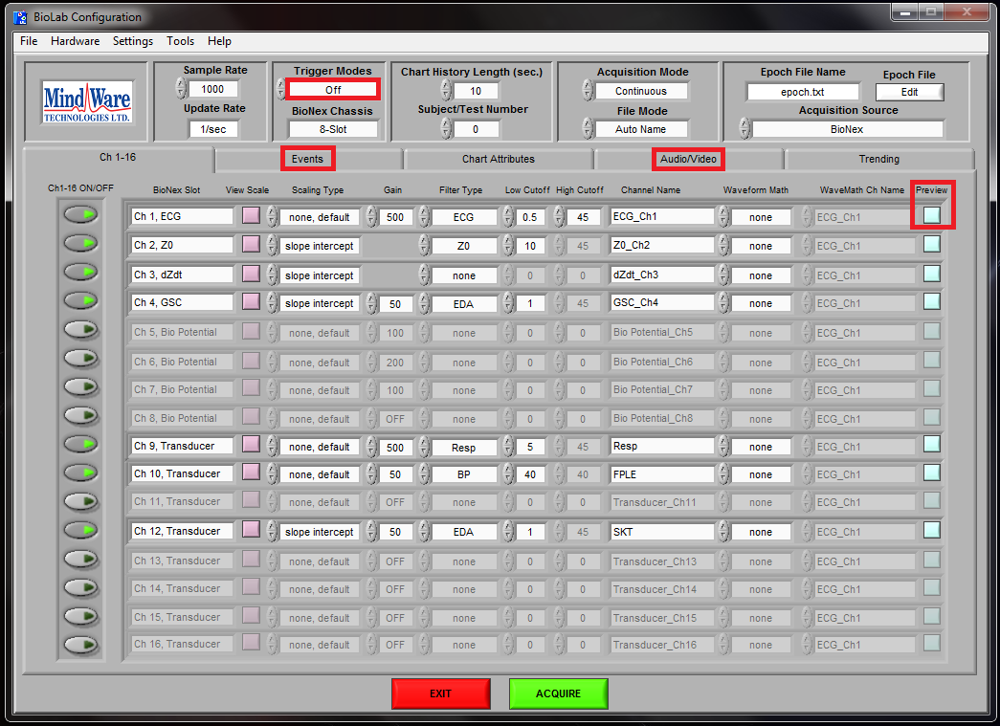 BioLab Configuration
File Hardware Settings Tools Help
MindWare
TECHNOLOGIES LTD.
Sample Rate
1000
Update Rate
1/sec
Trigger Modes
Off
BioNex Chassis
8-Slot
Chart History Length (sec.)
10
Subject/Test Number
0
Acquisition Mode
Continuous
File Mode
Auto Name
Epoch File Name
epoch.txt
Epoch File
Edit
Acquisition Source
BioNex
Ch 1-16 Events Chart Attributes Audio/Video Trending
Ch1-16 ON/OFF BioNex Slot View Scale Scaling Type Gain Filter Type Low Cutoff High Cutoff Channel Name Waveform Math WaveMath Ch Name Preview
Ch 1, ECG none, default 500 ECG 0.5 45 ECG_Ch1 none ECG_Ch1
Ch 2, Z0 slope intercept Z0 10 45 Z0_Ch2 none ECG_Ch1
Ch 3, dZdt slope intercept none 0 0 dZdt_Ch3 none ECG_Ch1
Ch 4, GSC slope intercept 50 EDA 1 45 GSC_Ch4 none ECG_Ch1
Ch 5, Bio Potential none, default 100 none 0 0 Bio Potential_Ch5 none ECG_Ch1
Ch 6, Bio Potential none, default 200 none 0 0 Bio Potential_Ch6 none ECG_Ch1
Ch 7, Bio Potential none, default 100 none 0 0 Bio Potential_Ch7 none ECG_Ch1
Ch 8, Bio Potential none, default OFF none 0 0 Bio Potential_Ch8 none ECG_Ch1
Ch 9, Transducer none, default 500 Resp 5 45 Resp none ECG_Ch1
Ch 10, Transducer none, default 50 BP 40 40 FPLE none ECG_Ch1
Ch 11, Transducer none, default OFF none 0 0 Transducer_Ch11 none ECG_Ch1
Ch 12, Transducer slope intercept 50 EDA 1 45 SKT none ECG_Ch1
Ch 13, Transducer none, default OFF none 0 0 Transducer_Ch13 none ECG_Ch1
Ch 14, Transducer none, default OFF none 0 0 Transducer_Ch14 none ECG_Ch1
Ch 15, Transducer none, default OFF none 0 0 Transducer_Ch15 none ECG_Ch1
Ch 16, Transducer none, default OFF none 0 0 Transducer_Ch16 none ECG_Ch1
EXIT ACQUIRE